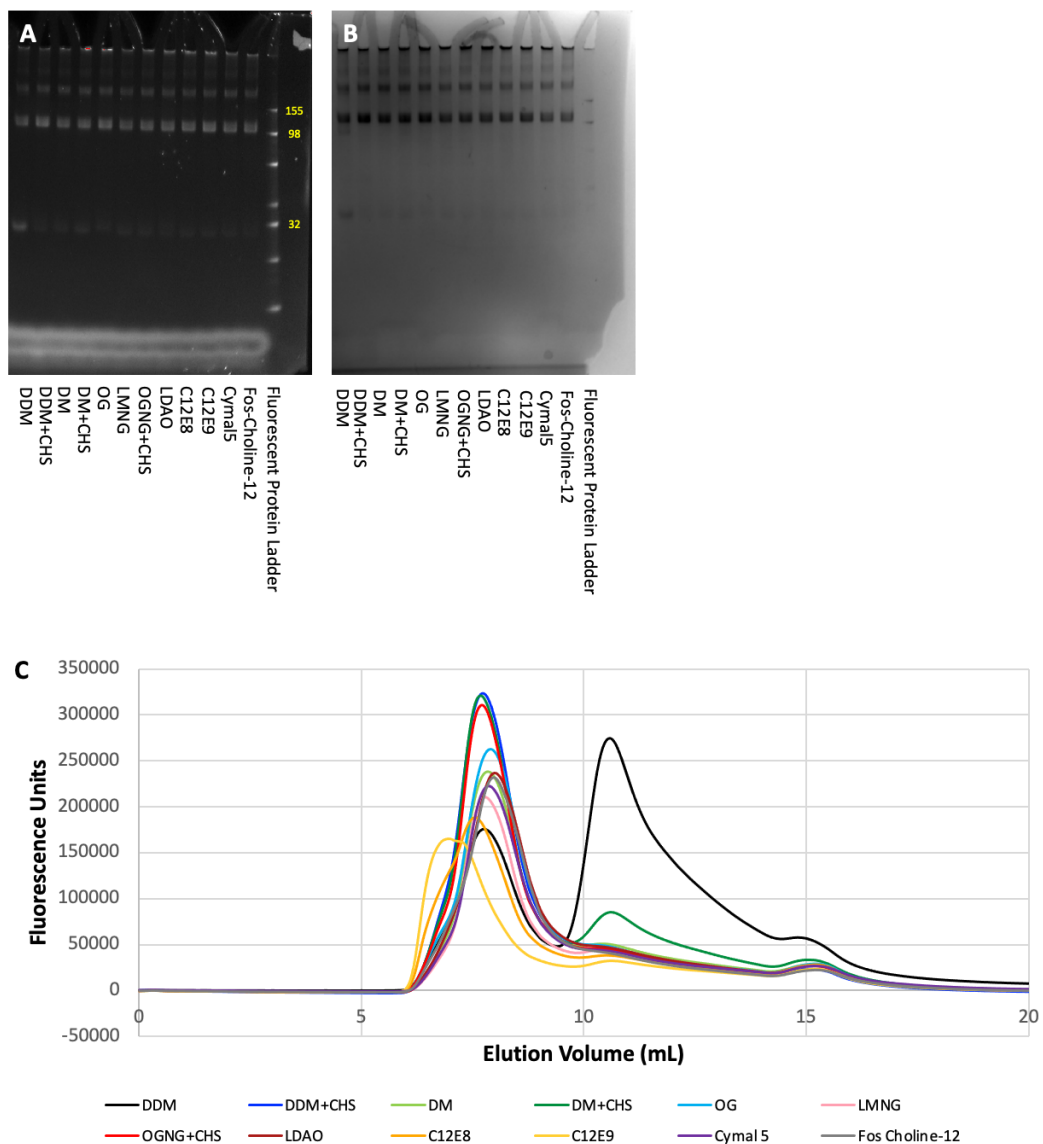 A
B
155
98
32
DDM
DDM+CHS
DM
DM+CHS
OG
LMNG
OGNG+CHS
LDAO
C12E8
C12E9
Cymal5
Fos-Choline-12
Fluorescent Protein Ladder
DDM
DDM+CHS
DM
DM+CHS
OG
LMNG
OGNG+CHS
LDAO
C12E8
C12E9
Cymal5
Fos-Choline-12
Fluorescent Protein Ladder
C
Fluorescence Units
350000
300000
250000
200000
150000
100000
50000
0
-50000
0 5 10 15 20
Elution Volume (mL)
DDM DDM+CHS DM DM+CHS OG LMNG
OGNG+CHS LDAO C12E8 C12E9 Cymal 5 Fos Choline-12